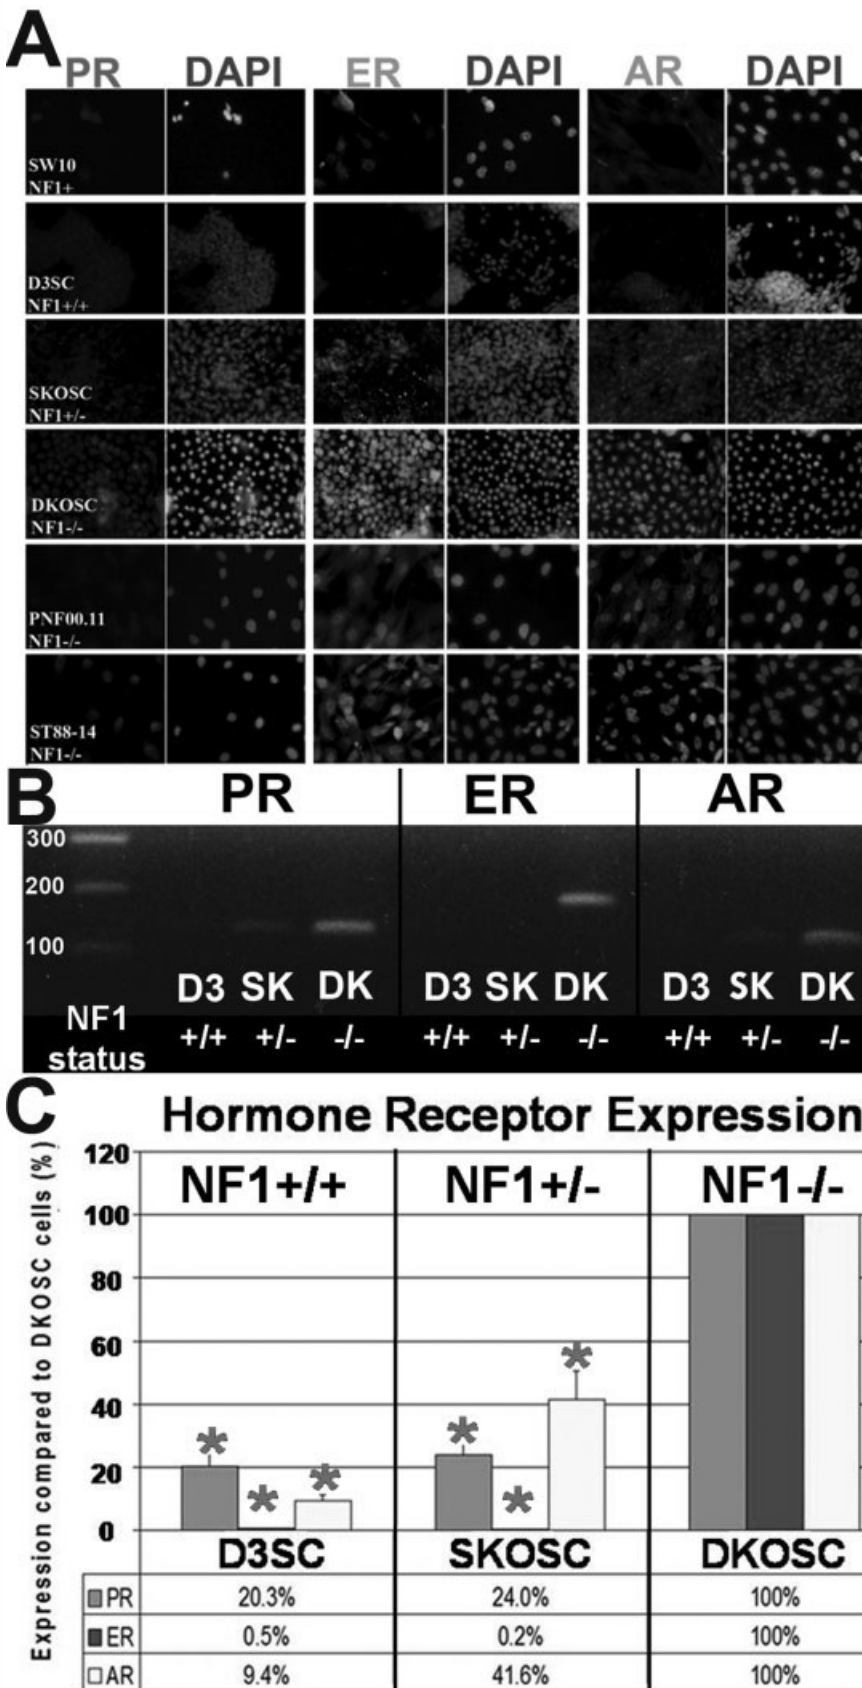 A
PR DAPI ER DAPI AR DAPI
SW10
NF1+
D3SC
NF1+/+
SKOSC
NF1+/-
DKOSC
NF1-/-
PNF00.11
NF1-/-
ST88-14
NF1-/-
B
PR ER AR
300
200
100
D3 SK DK D3 SK DK D3 SK DK
NF1 status +/+ +/- -/- +/+ +/- -/- +/+ +/- -/-
C
Hormone Receptor Expression
Expression compared to DKOSC cells (%)
120
100
80
60
40
20
0
NF1+/+ NF1+/- NF1-/-
* * * * * *
D3SC SKOSC DKOSC
PR 20.3% 24.0% 100%
ER 0.5% 0.2% 100%
AR 9.4% 41.6% 100%